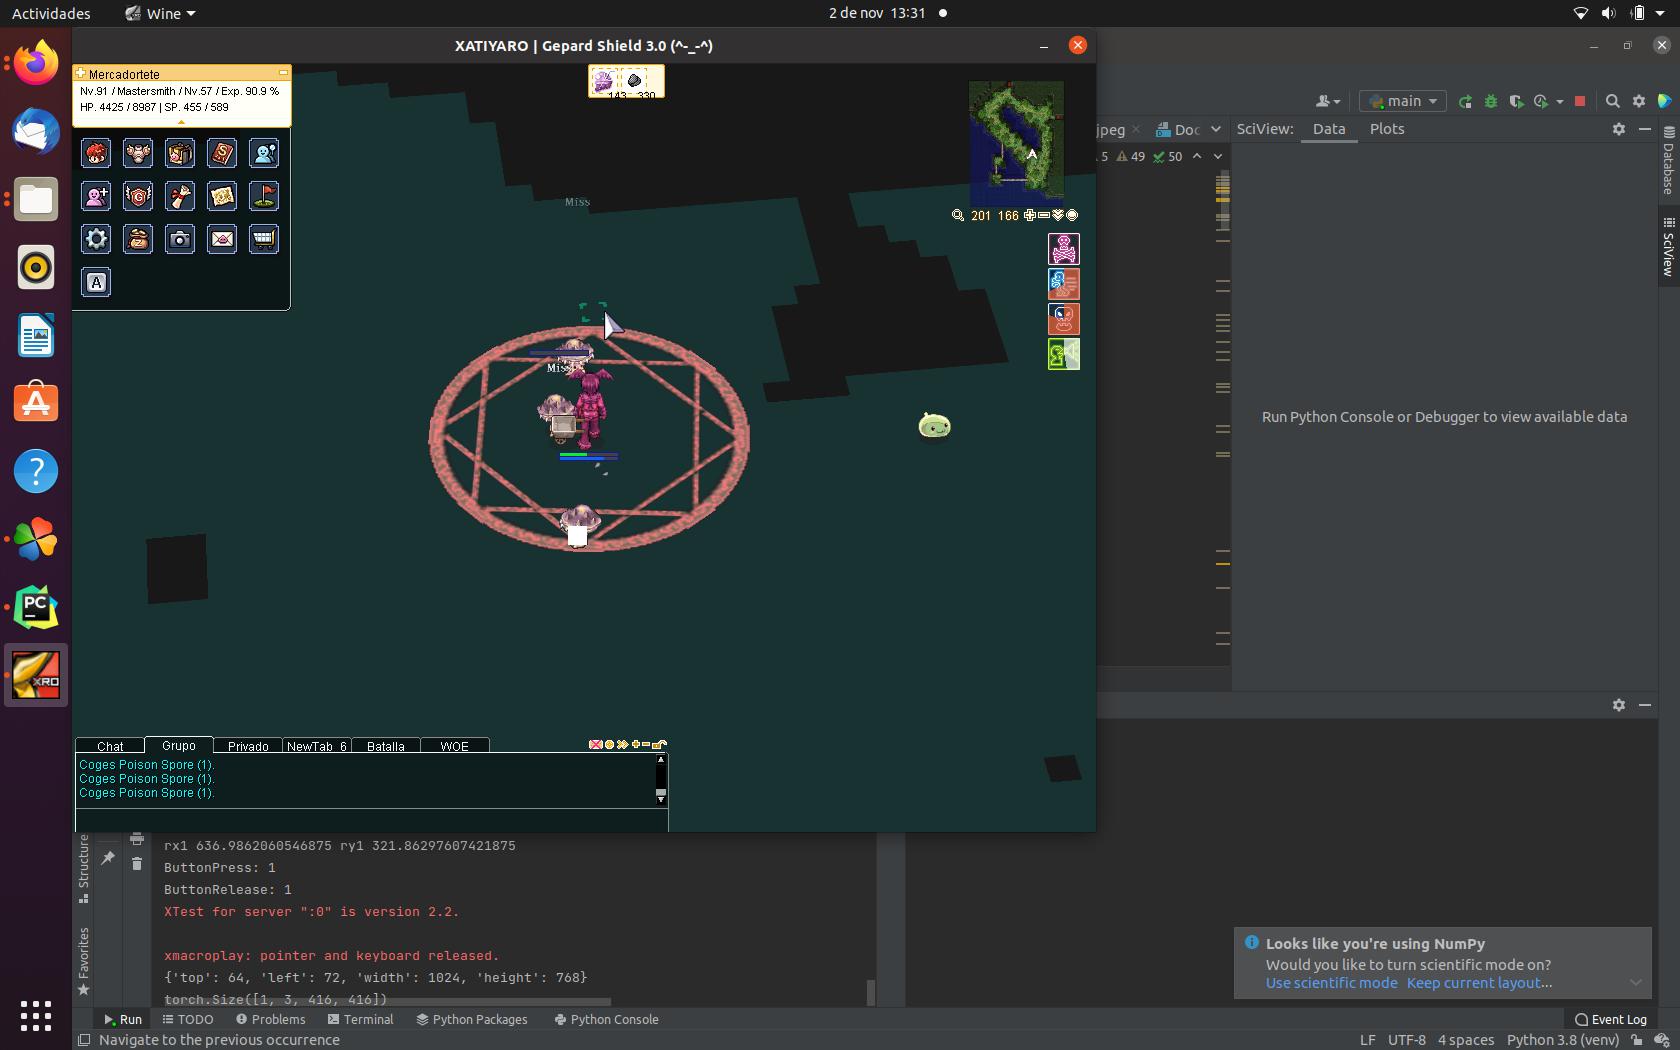 Actividades
Wine
2 de nov 13:31
XATIYARO | Gepard Shield 3.0 (^-_-^)
Mercadortete
Nv.91 / Mastersmith / Nv.57 / Exp. 90.9 %
HP. 4425 / 8987 | SP. 455 / 589
143 330
S
G
Z
A
201 166
Miss
Miss
main
jpeg
Doc
SciView:
Data
Plots
5
49
50
Database
SciView
Run Python Console or Debugger to view available data
PC
XRO
Chat
Grupo
Privado
NewTab_6
Batalla
WOE
Coges Poison Spore (1).
Coges Poison Spore (1).
Coges Poison Spore (1).
Structure
Favorites
rx1 636.9862060546875 ry1 321.86297607421875
ButtonPress: 1
ButtonRelease: 1
XTest for server ":0" is version 2.2.
xmacroplay: pointer and keyboard released.
{'top': 64, 'left': 72, 'width': 1024, 'height': 768}
torch.Size([1, 3, 416, 416])
Looks like you're using NumPy
Would you like to turn scientific mode on?
Use scientific mode Keep current layout...
Run
TODO
Problems
Terminal
Python Packages
Python Console
Event Log
Navigate to the previous occurrence
LF UTF-8 4 spaces Python 3.8 (venv)